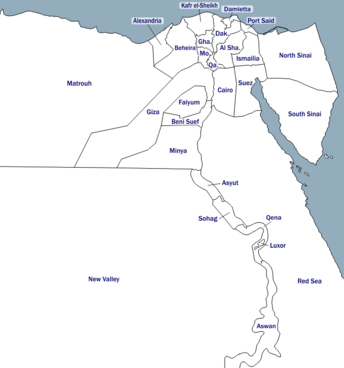 Kafr el-Sheikh
Damietta
Alexandria
Port Said
Dak.
Gha.
Beheira
Al Sha.
Mo.
Ismailia
North Sinai
Qa.
Matrouh
Suez
Cairo
Faiyum
Giza
South Sinai
Beni Suef
Minya
Asyut
Sohag
Qena
Luxor
New Valley
Red Sea
Aswan